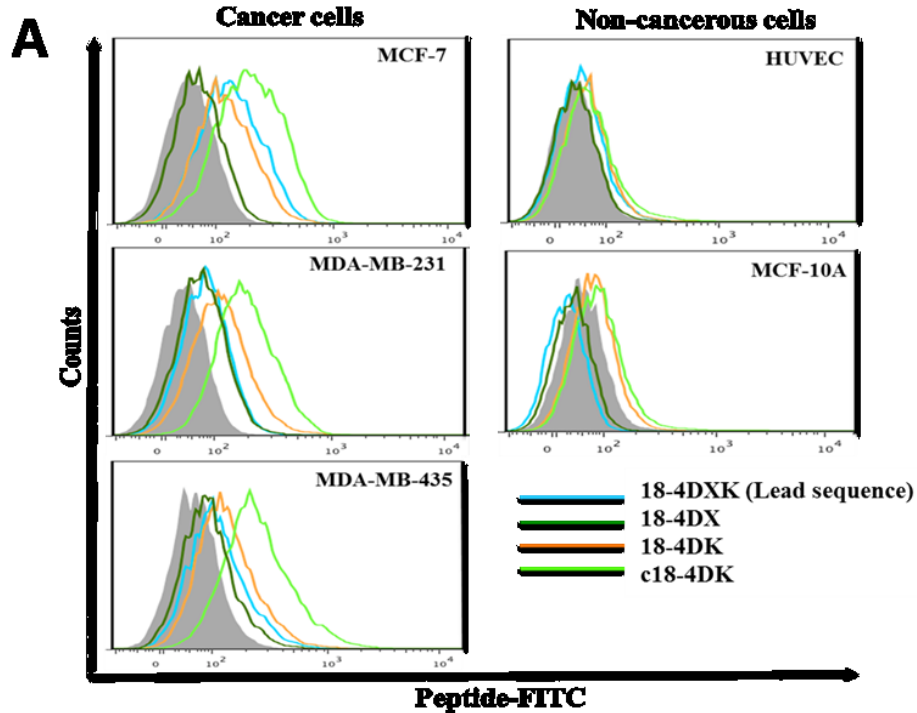 A
Cancer cells
Non-cancerous cells
MCF-7
HUVEC
0 10² 10³ 10⁴
0 10² 10³ 10⁴
MDA-MB-231
MCF-10A
0 10² 10³ 10⁴
0 10² 10³ 10⁴
MDA-MB-435
0 10² 10³ 10⁴
18-4DXK (Lead sequence)
18-4DX
18-4DK
c18-4DK
Counts
Peptide-FITC